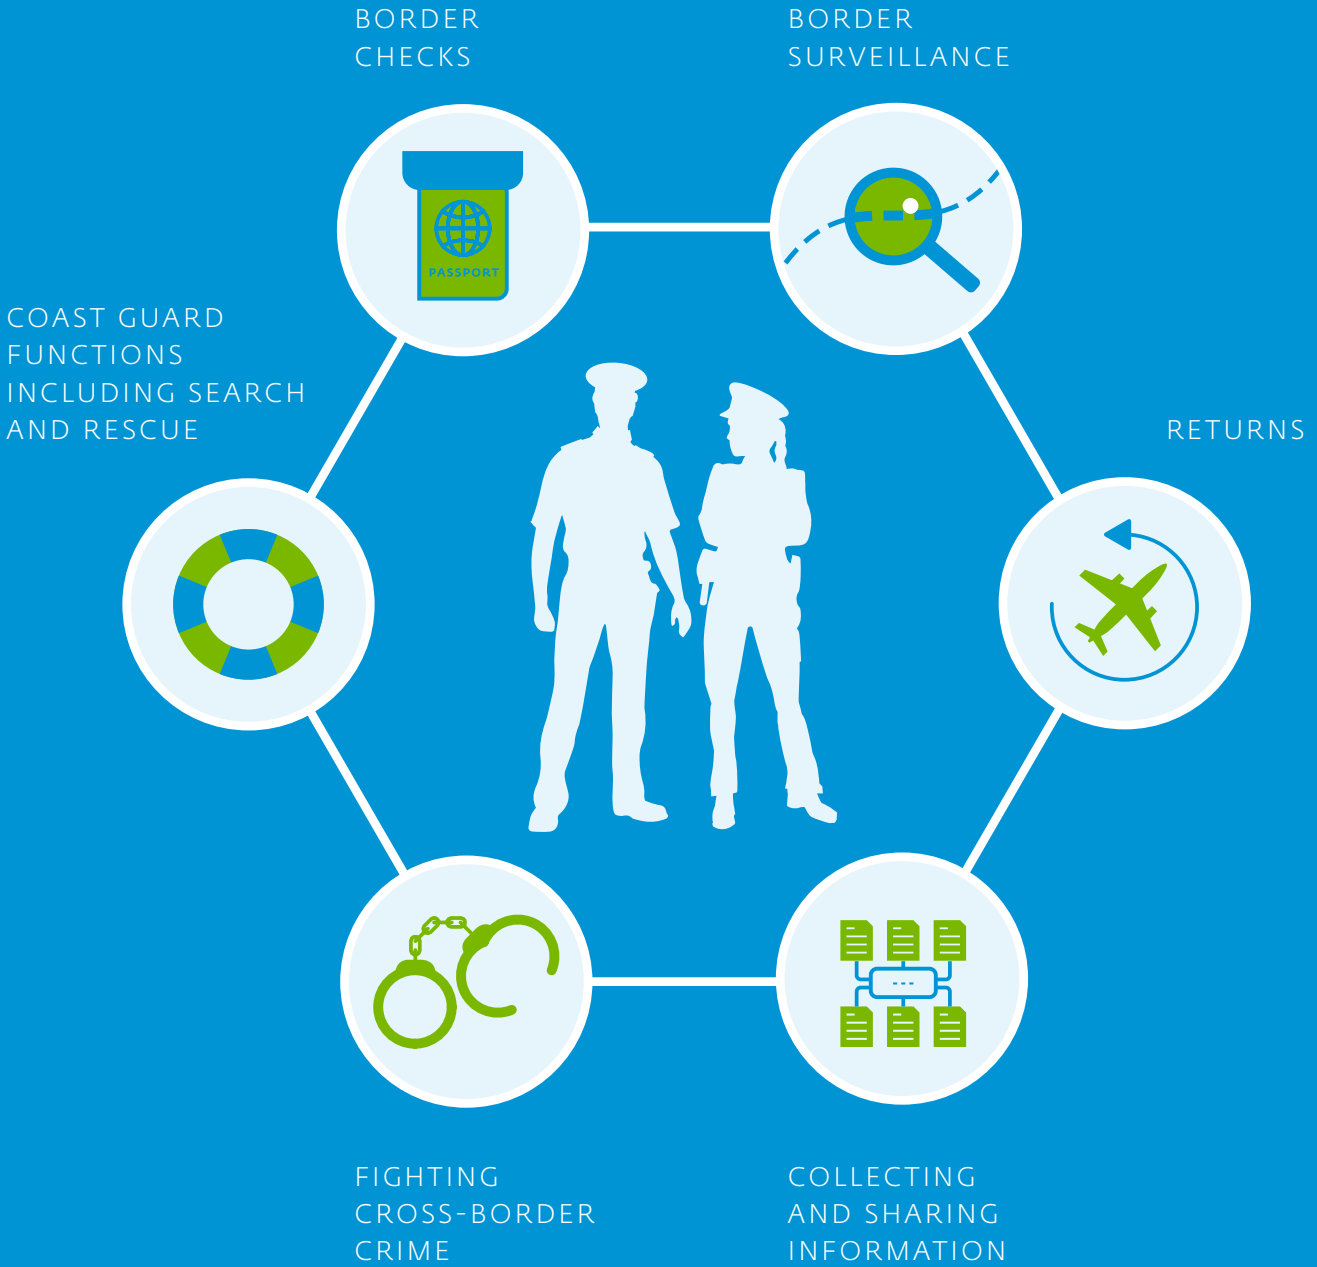 BORDER
CHECKS
BORDER
SURVEILLANCE
PASSPORT
COAST GUARD
FUNCTIONS
INCLUDING SEARCH
AND RESCUE
RETURNS
FIGHTING
CROSS-BORDER
CRIME
COLLECTING
AND SHARING
INFORMATION